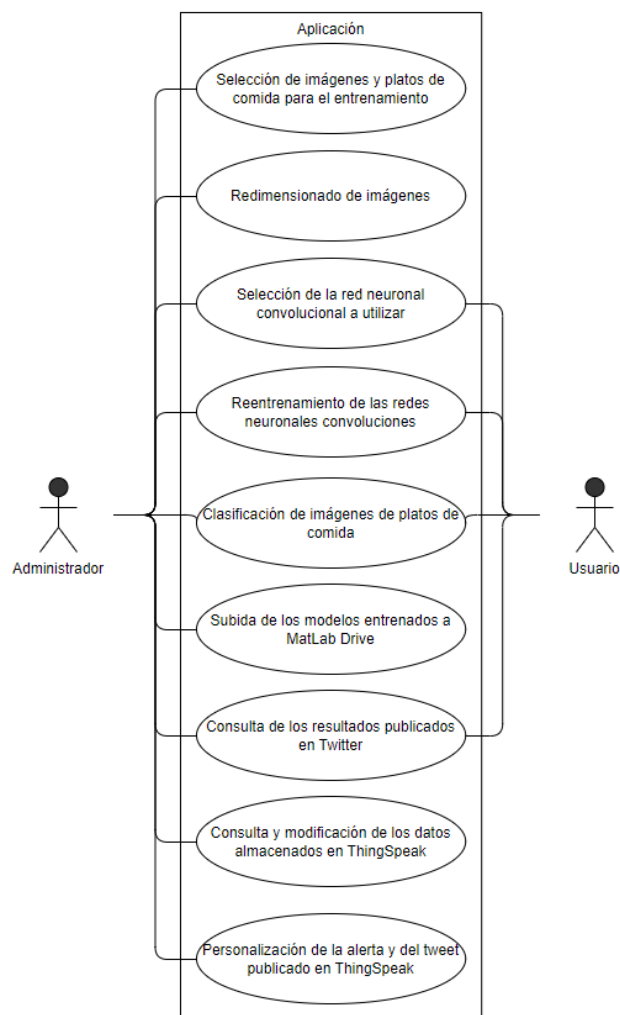 Aplicación
Selección de imágenes y platos de
comida para el entrenamiento
Redimensionado de imágenes
Selección de la red neuronal
convolucional a utilizar
Reentrenamiento de las redes
neuronales convoluciones
Clasificación de imágenes de platos de
comida
Administrador
Usuario
Subida de los modelos entrenados a
MatLab Drive
Consulta de los resultados publicados
en Twitter
Consulta y modificación de los datos
almacenados en ThingSpeak
Personalización de la alerta y del tweet
publicado en ThingSpeak